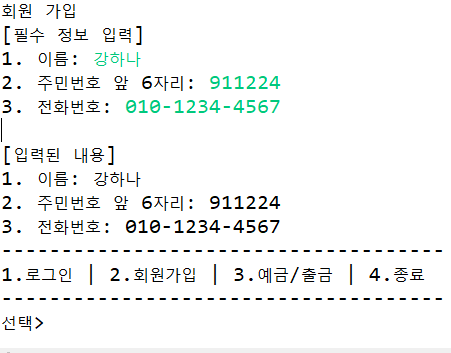 회원 가입
[필수 정보 입력]
1. 이름: 강하나
2. 주민번호 앞 6자리: 911224
3. 전화번호: 010-1234-4567
[입력된 내용]
1. 이름: 강하나
2. 주민번호 앞 6자리: 911224
3. 전화번호: 010-1234-4567
-------------------------------------
1.로그인 | 2.회원가입 | 3.예금/출금 | 4.종료
-------------------------------------
선택>